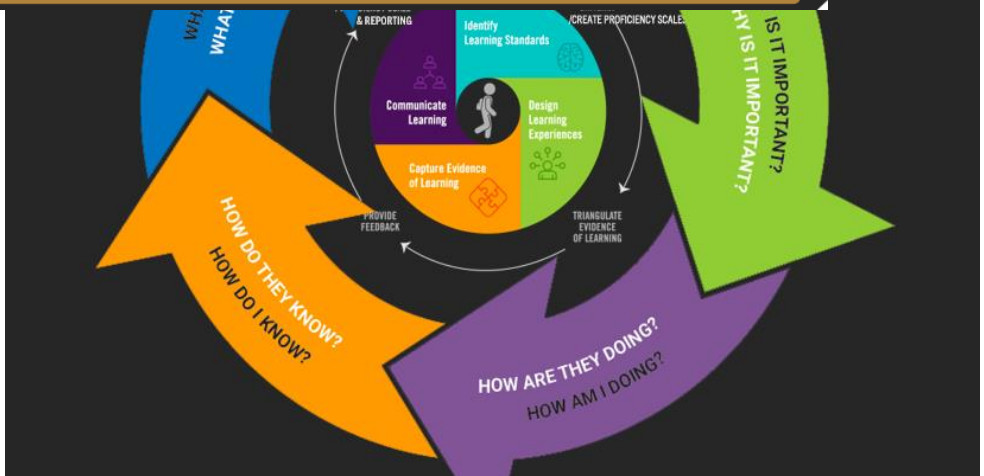 & REPORTING
/CREATE PROFICIENCY SCALES
Identify
Learning Standards
Communicate
Learning
Design
Learning
Experiences
Capture Evidence
of Learning
PROVIDE
FEEDBACK
TRIANGULATE
EVIDENCE
OF LEARNING
WHAT
IS IT IMPORTANT?
HY IS IT IMPORTANT?
HOW ARE THEY DOING?
HOW AM I DOING?
HOW DO THEY KNOW?
HOW DO I KNOW?